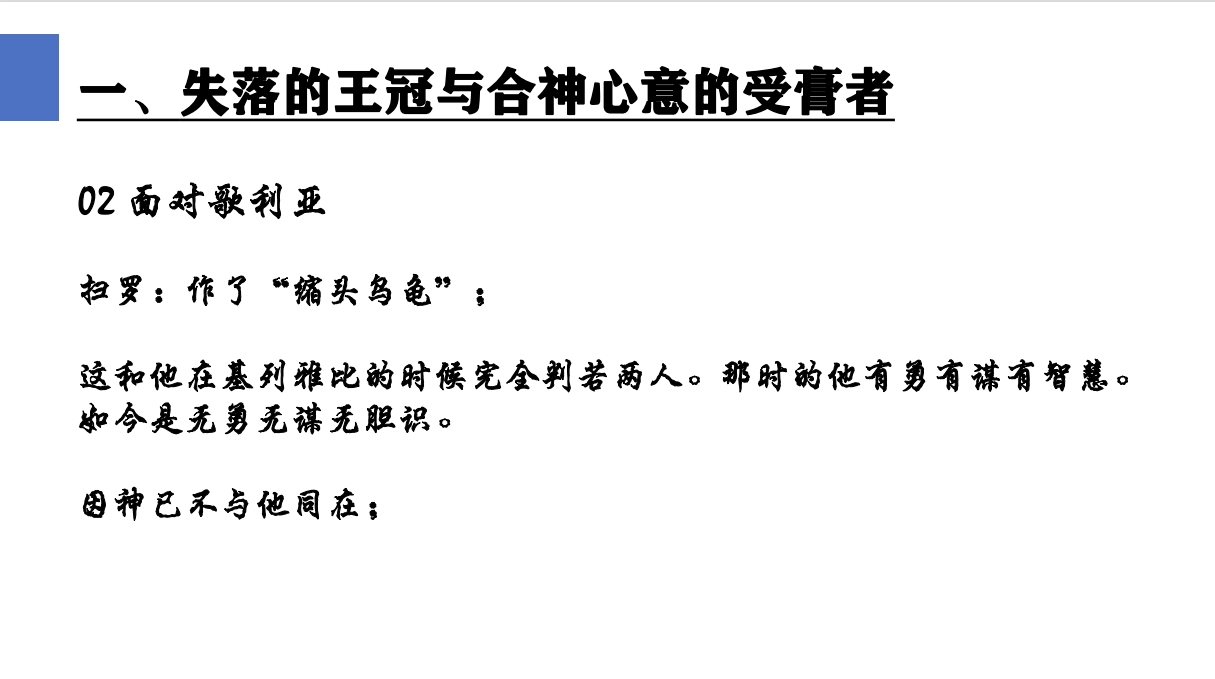 一、失落的王冠与合神心意的受膏者
02 面对歌利亚
扫罗：作了“缩头乌龟”；
这和他在基列雅比的时候完全判若两人。那时的他有勇有谋有智慧。
如今是无勇无谋无胆识。
因神已不与他同在；